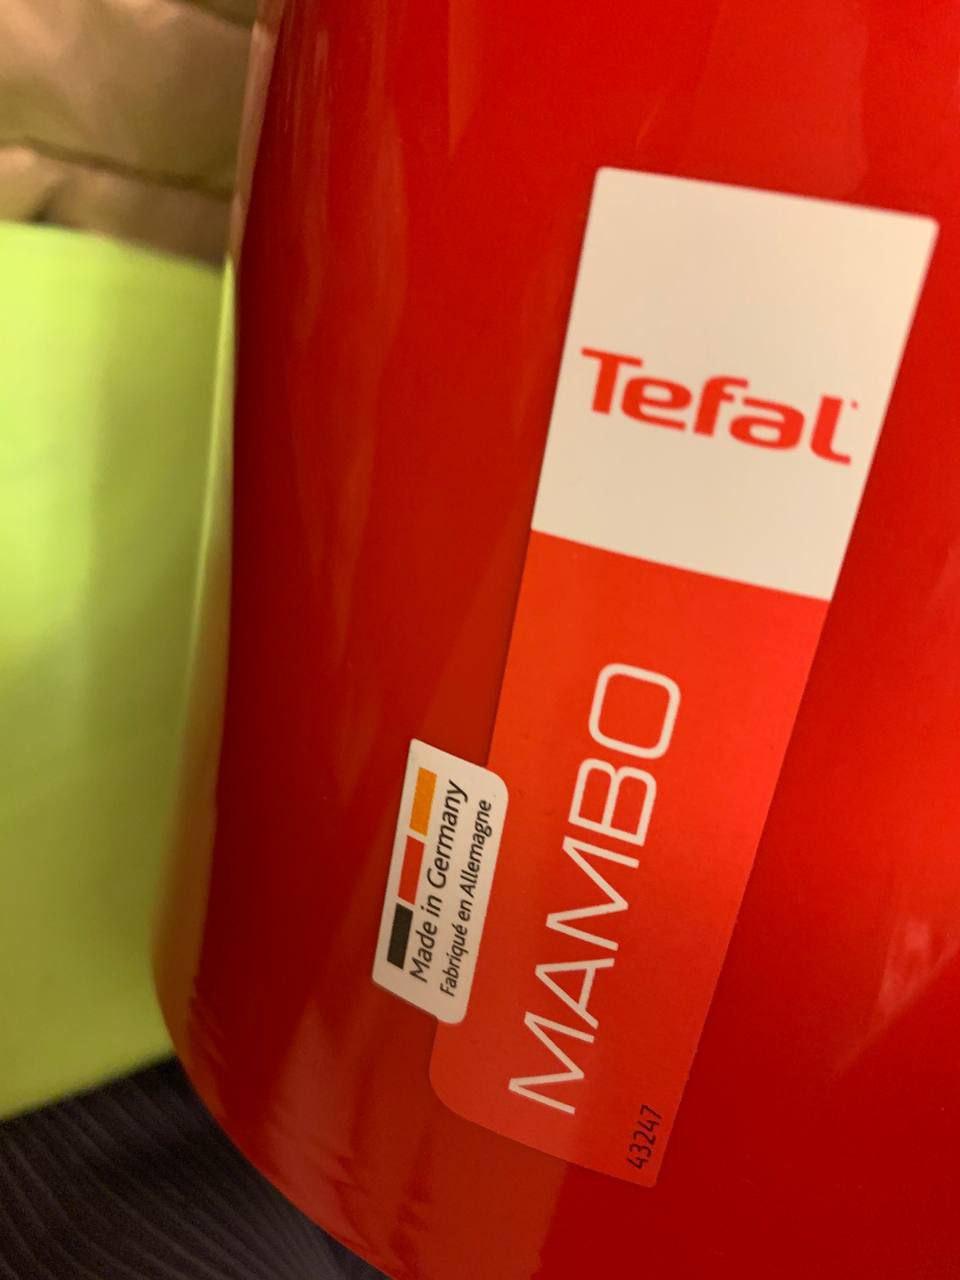 Tefal
MAMBO
Made in Germany
Fabriqué en Allemagne
43247